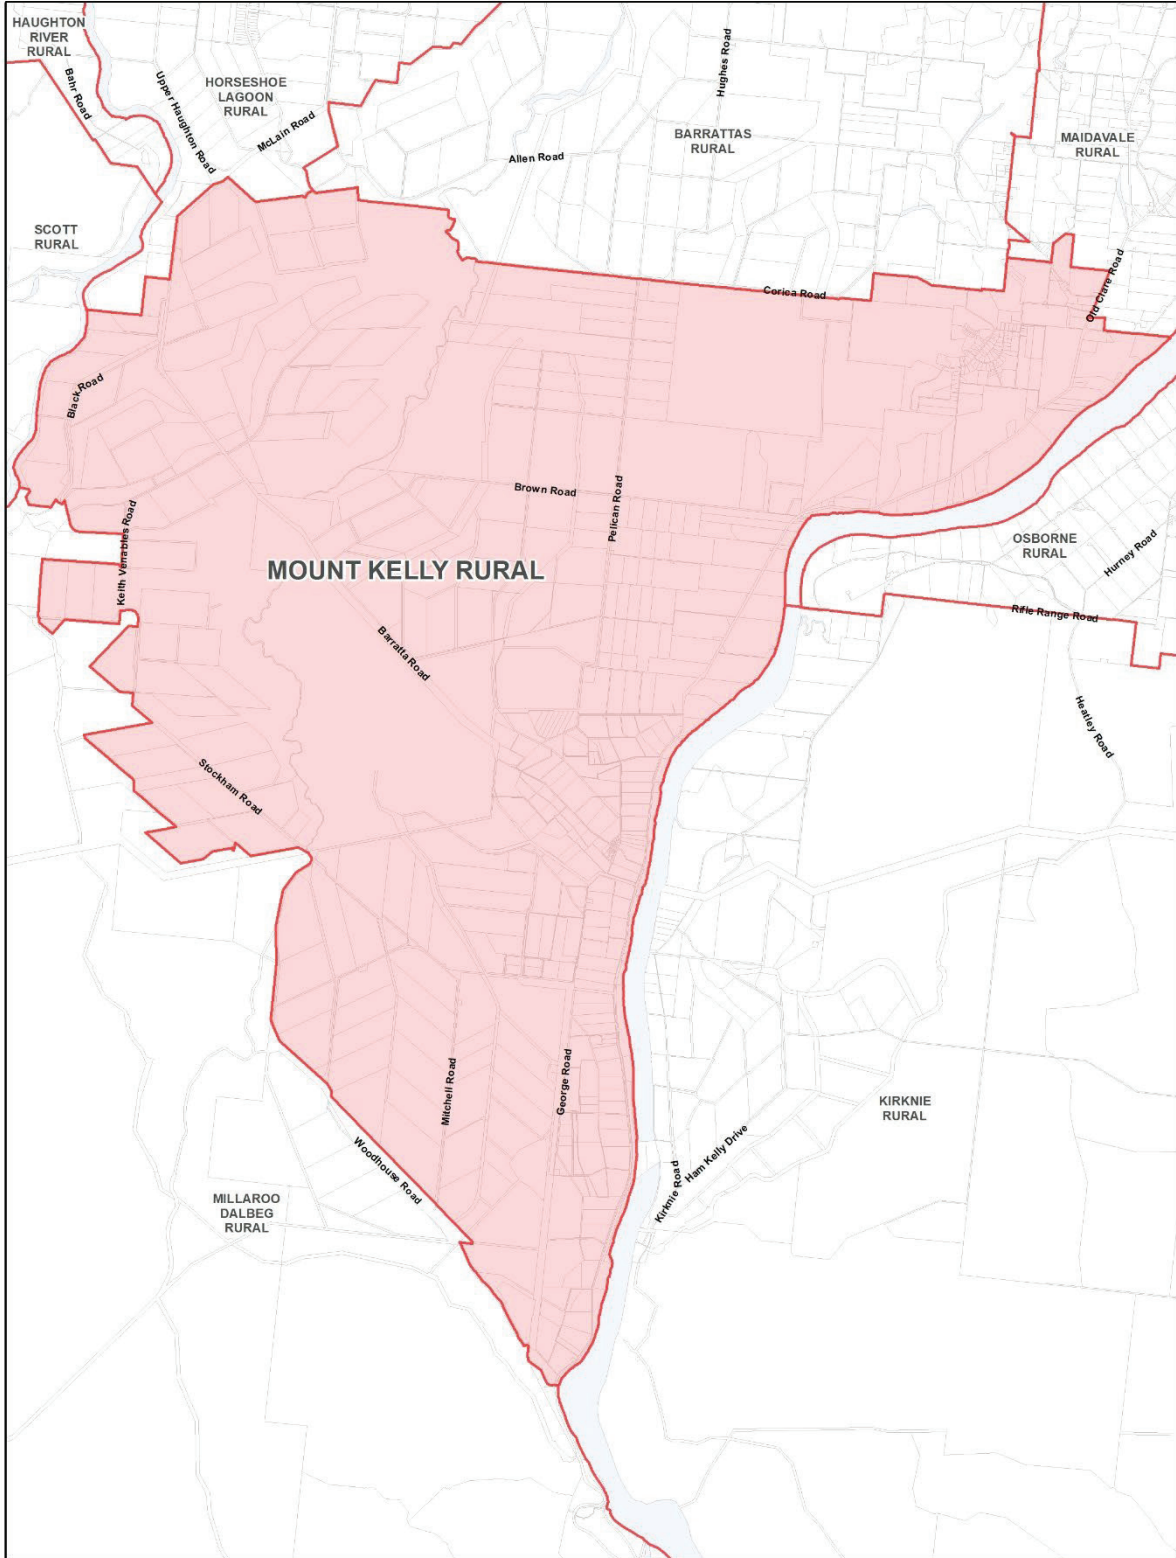 HAUGHTON
RIVER
RURAL
Bahr Road
Upper Haughton Road
HORSESHOE
LAGOON
RURAL
McLain Road
Hughes Road
Allen Road
BARRATTAS
RURAL
MAIDAVALE
RURAL
SCOTT
RURAL
Corica Road
Old Clare Road
Black Road
Brown Road
Pelican Road
Keith Venables Road
OSBORNE
RURAL
Hurney Road
MOUNT KELLY RURAL
Rifle Range Road
Barratta Road
Heatley Road
Stockham Road
Mitchell Road
George Road
KIRKNIE
RURAL
Ham Kelly Drive
Kirknie Road
Woodhouse Road
MILLAROO
DALBEG
RURAL